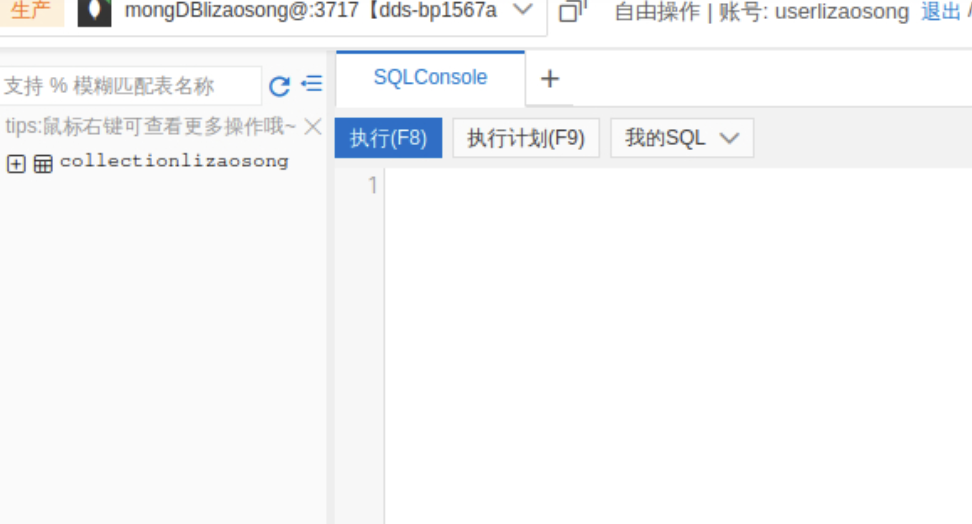 生产 mongDBlizaosong@:3717【dds-bp1567a 自由操作 | 账号: userlizaosong 退出 /
支持 % 模糊匹配表名称
SQLConsole +
tips:鼠标右键可查看更多操作哦~
执行(F8) 执行计划(F9) 我的SQL
collectionlizaosong
1